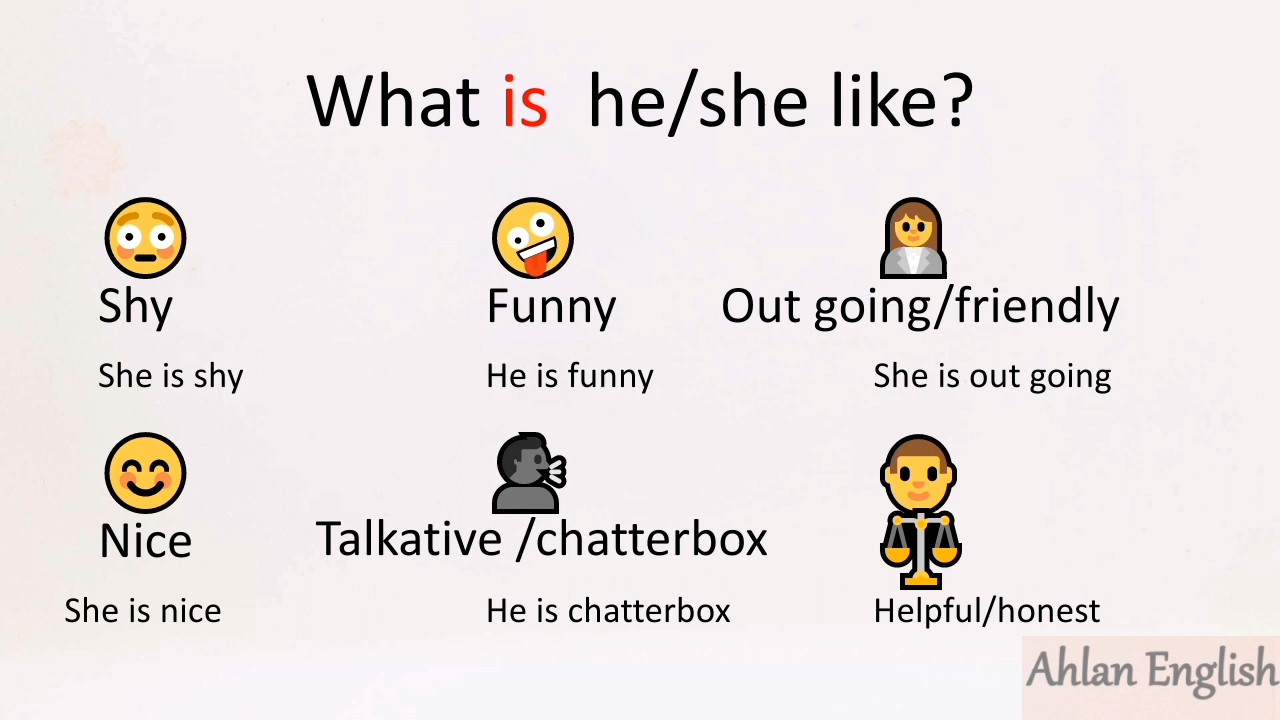 What is he/she like?
Shy
Funny
Out going/friendly
She is shy
He is funny
She is out going
Nice
Talkative /chatterbox
She is nice
He is chatterbox
Helpful/honest
Ahlan English